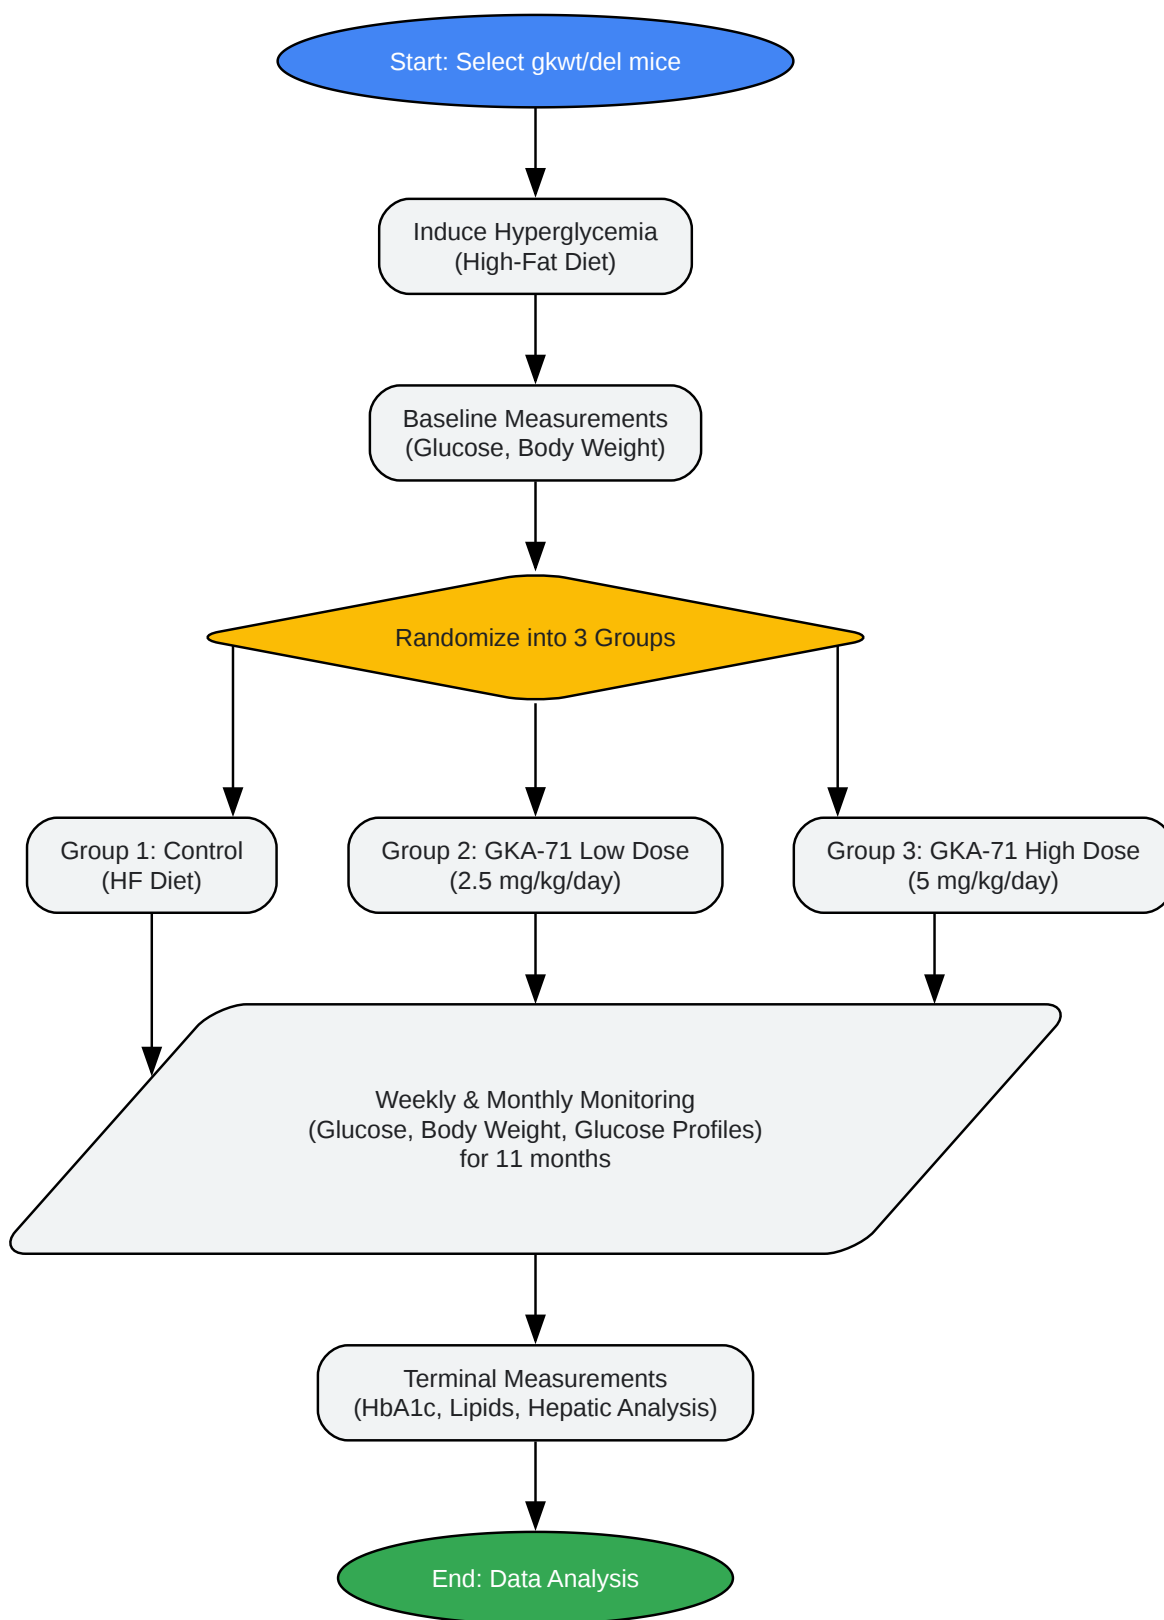 Start: Select gkwt/del mice
Induce Hyperglycemia
(High-Fat Diet)
Baseline Measurements
(Glucose, Body Weight)
Randomize into 3 Groups
Group 1: Control
(HF Diet)
Group 2: GKA-71 Low Dose
(2.5 mg/kg/day)
Group 3: GKA-71 High Dose
(5 mg/kg/day)
Weekly & Monthly Monitoring
(Glucose, Body Weight, Glucose Profiles)
for 11 months
Terminal Measurements
(HbA1c, Lipids, Hepatic Analysis)
End: Data Analysis